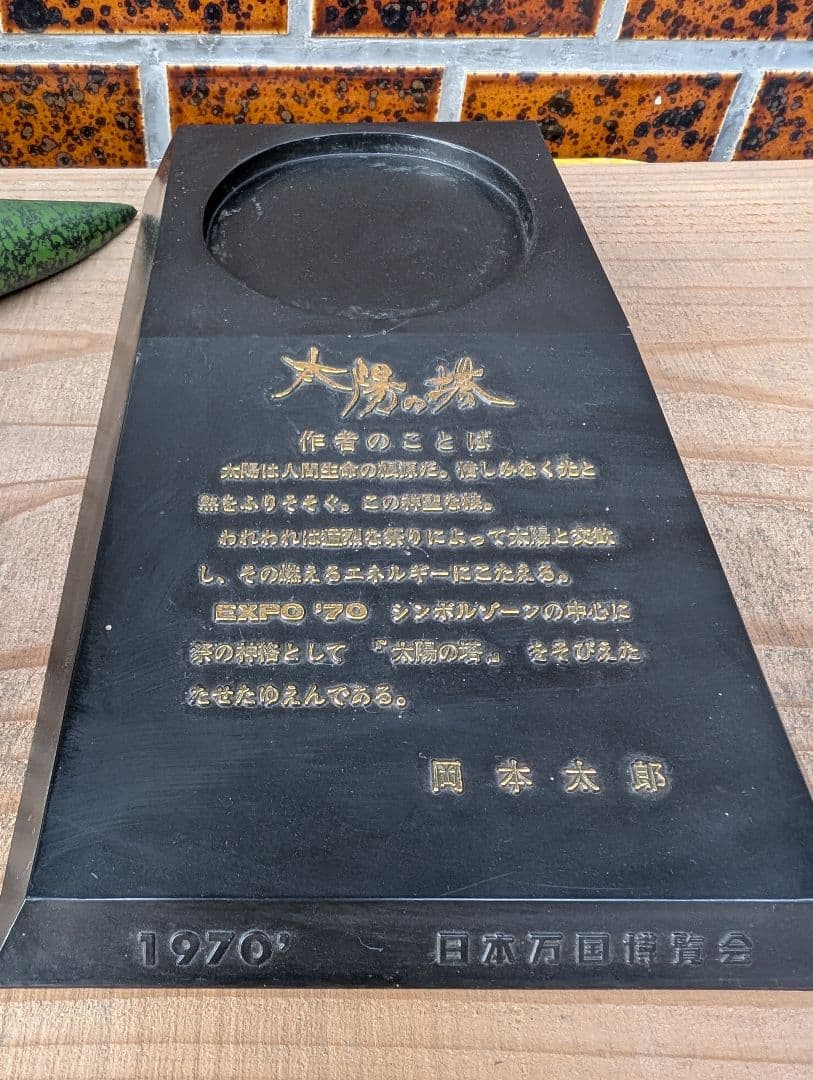 太陽の塔
作者のことば
太陽は人間生命の根源だ。惜しみなく光と
熱をふりそそぐ。この神聖な核。
われわれは猛烈な祭りによって太陽と交歓
し、その燃えるエネルギーにこたえる。
EXPO '70 シンボルゾーンの中心に
祭の神格として 『太陽の塔』 をそびえた
たせたゆえんである。
岡本太郎
1970' 日本万国博覧会